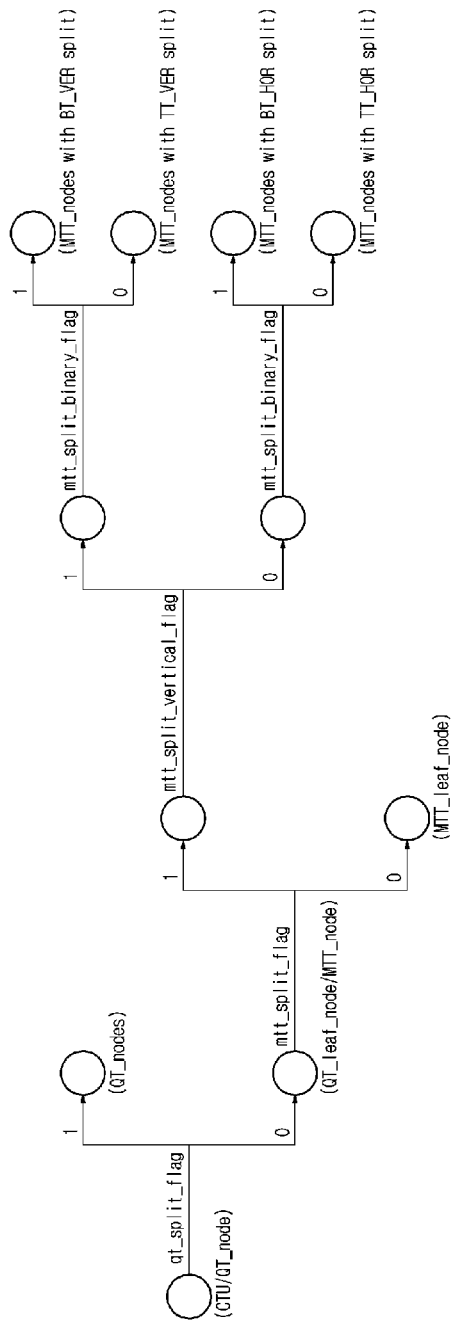 qt_split_flag
(CTU/QT_node)
1
(QT_nodes)
0
(QT_leaf_node/MTT_node)
mtt_split_flag
1
0
(MTT_leaf_node)
mtt_split_vertical_flag
1
0
mtt_split_binary_flag
1
(MTT_nodes with BT_VER split)
0
(MTT_nodes with TT_VER split)
mtt_split_binary_flag
1
(MTT_nodes with BT_HOR split)
0
(MTT_nodes with TT_HOR split)